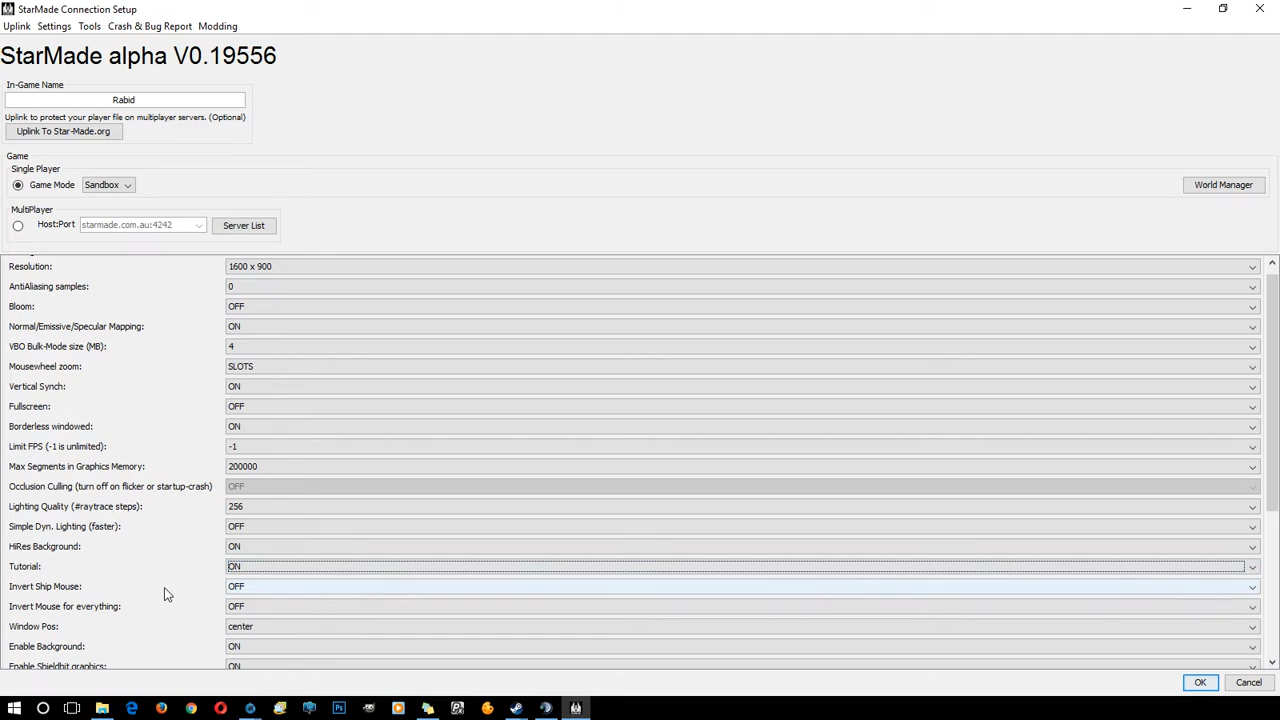 StarMade Connection Setup
Uplink Settings Tools Crash & Bug Report Modding
StarMade alpha V0.19556
In-Game Name
Rabid
Uplink to protect your player file on multiplayer servers. (Optional)
Uplink To Star-Made.org
Game
Single Player
Game Mode Sandbox World Manager
MultiPlayer
Host:Port starmade.com.au:4242 Server List
Resolution: 1600 x 900
AntiAliasing samples: 0
Bloom: OFF
Normal/Emissive/Specular Mapping: ON
VBO Bulk-Mode size (MB): 4
Mousewheel zoom: SLOTS
Vertical Synch: ON
Fullscreen: OFF
Borderless windowed: ON
Limit FPS (-1 is unlimited): -1
Max Segments in Graphics Memory: 200000
Occlusion Culling (turn off on flicker or startup-crash) OFF
Lighting Quality (#raytrace steps): 256
Simple Dyn. Lighting (faster): OFF
HiRes Background: ON
Tutorial: ON
Invert Ship Mouse: OFF
Invert Mouse for everything: OFF
Window Pos: center
Enable Background: ON
Enable Shieldhit graphics: ON
OK Cancel